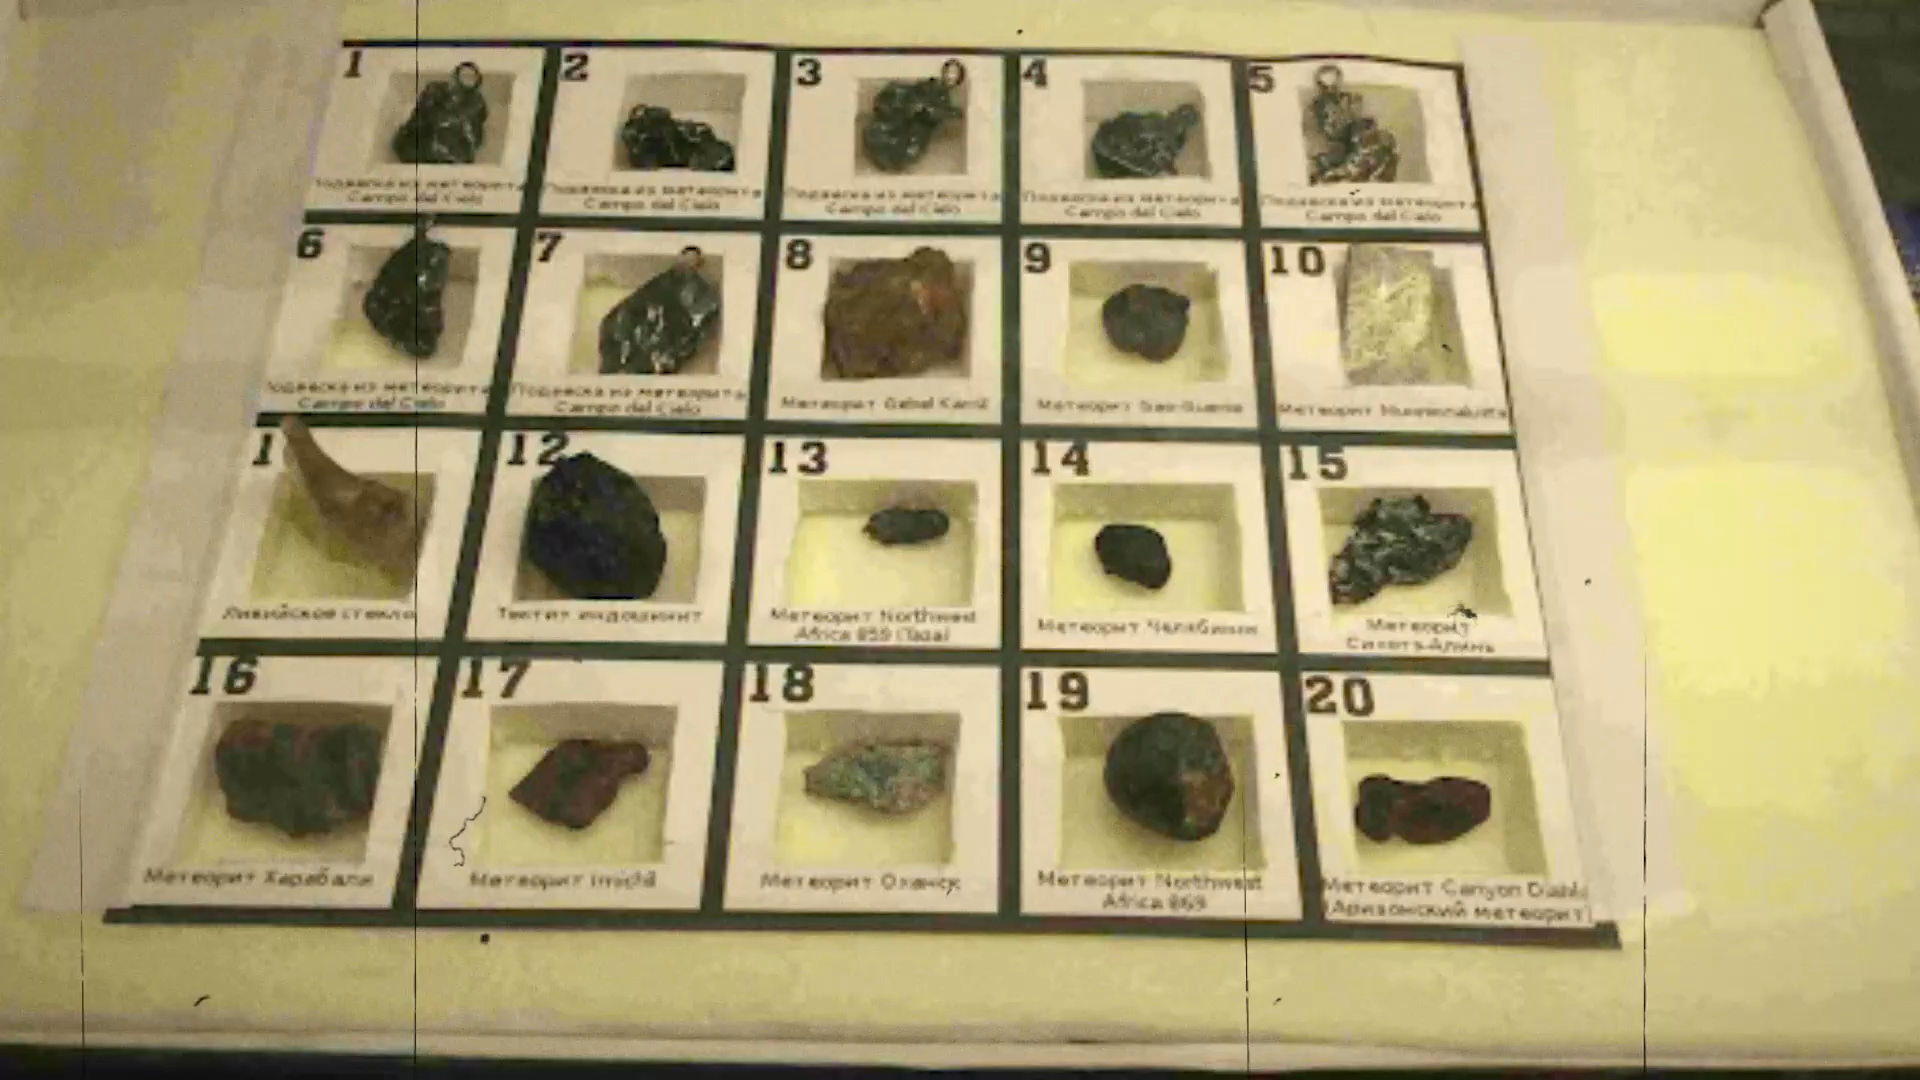 1
2
3
4
5
Подвеска из метеорита
Campo del Cielo
Подвеска из метеорита
Campo del Cielo
Подвеска из метеорита
Campo del Cielo
Подвеска из метеорита
Campo del Cielo
Подвеска из метеорита
Campo del Cielo
6
7
8
9
10
Подвеска из метеорита
Campo del Cielo
Подвеска из метеорита
Campo del Cielo
Метеорит Gebel Kamil
Метеорит
Метеорит
1
12
13
14
15
Ливийское стекло
Тектит индошинит
Метеорит Northwest
Africa 859 (Taza)
Метеорит Челябинск
Метеорит
Сихотэ-Алинь
16
17
18
19
20
Метеорит Харабали
Метеорит Imichil
Метеорит Оханск
Метеорит Northwest
Africa 869
Метеорит Canyon Diablo
(Аризонский метеорит)